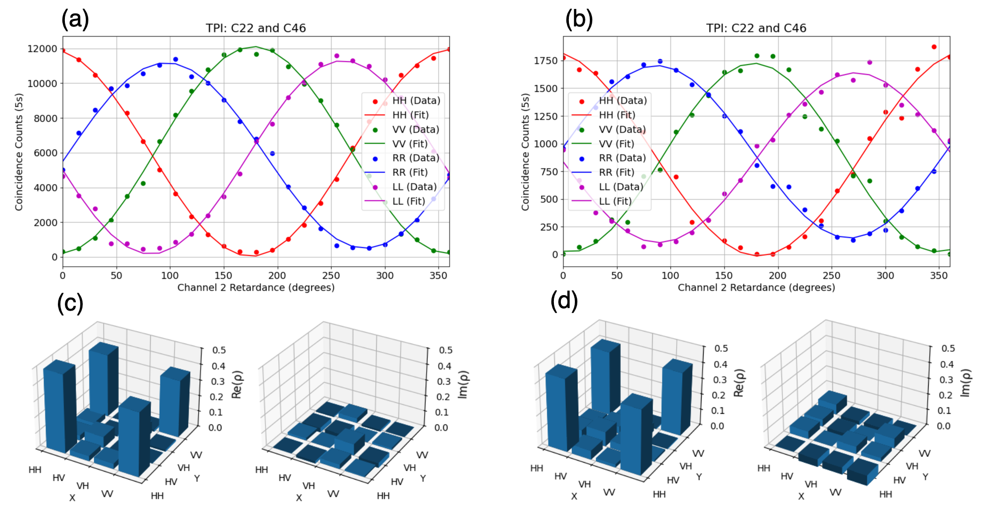 (a)
TPI: C22 and C46
Coincidence Counts (5s)
12000
10000
8000
6000
4000
2000
0
0 50 100 150 200 250 300 350
Channel 2 Retardance (degrees)
HH (Data)
HH (Fit)
VV (Data)
VV (Fit)
RR (Data)
RR (Fit)
LL (Data)
LL (Fit)
(b)
TPI: C22 and C46
Coincidence Counts (5s)
1750
1500
1250
1000
750
500
250
0
0 50 100 150 200 250 300 350
Channel 2 Retardance (degrees)
HH (Data)
HH (Fit)
VV (Data)
VV (Fit)
RR (Data)
RR (Fit)
LL (Data)
LL (Fit)
(c)
0.5
0.4
0.3
0.2
0.1
0.0
Re(ρ)
HH
HV
VH
VV
X
HH
HV
VH
VV
Y
0.5
0.4
0.3
0.2
0.1
0.0
Im(ρ)
HH
HV
VH
VV
X
HH
HV
VH
VV
Y
(d)
0.5
0.4
0.3
0.2
0.1
0.0
Re(ρ)
HH
HV
VH
VV
X
HH
HV
VH
VV
Y
0.5
0.4
0.3
0.2
0.1
0.0
Im(ρ)
HH
HV
VH
VV
X
HH
HV
VH
VV
Y